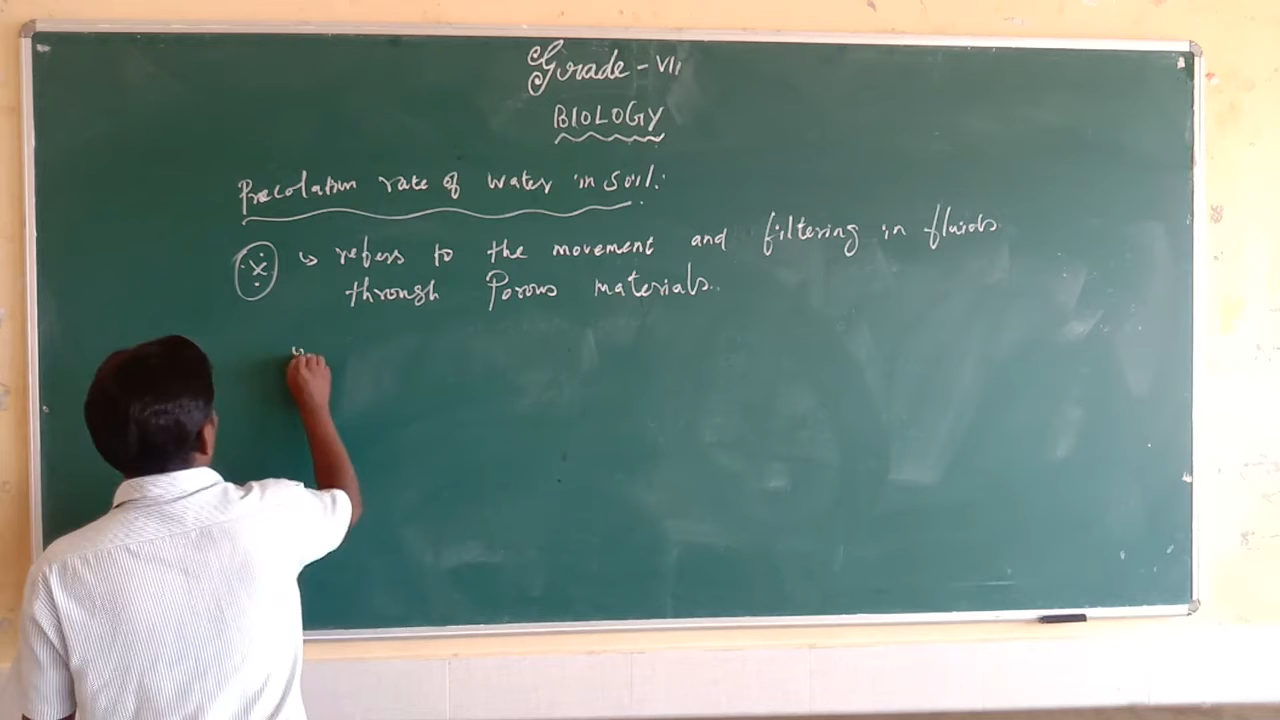 Grade - VII
BIOLOGY
Precolation rate of water in soil:
↳ refers to the movement and filtering in fluids
through Porous materials.